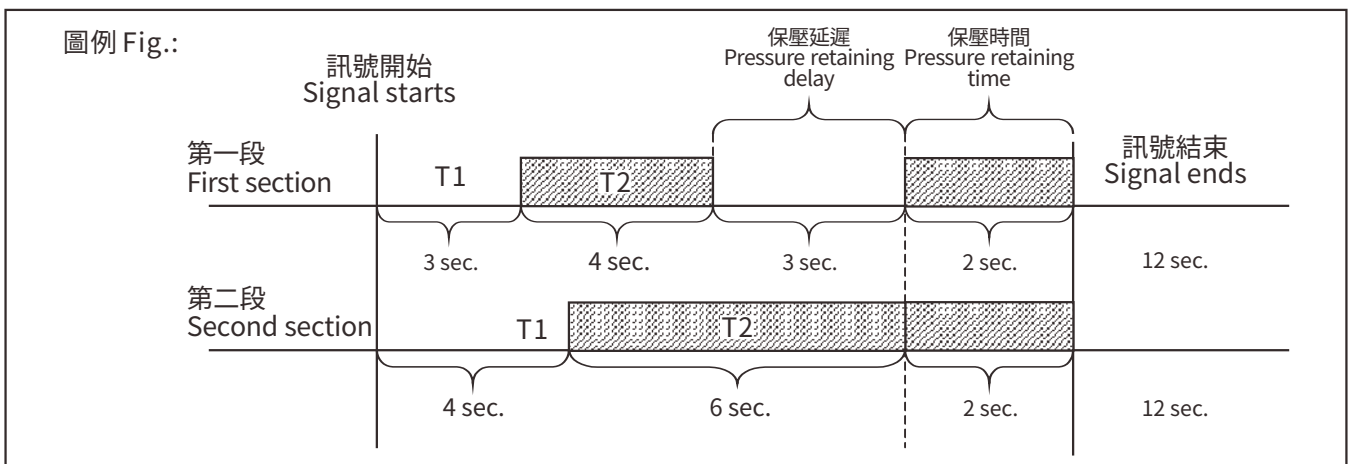 圖例 Fig.:
訊號開始
Signal starts
保壓延遲
Pressure retaining
delay
保壓時間
Pressure retaining
time
第一段
First section
T1
T2
訊號結束
Signal ends
3 sec.
4 sec.
3 sec.
2 sec.
12 sec.
第二段
Second section
T1
T2
4 sec.
6 sec.
2 sec.
12 sec.